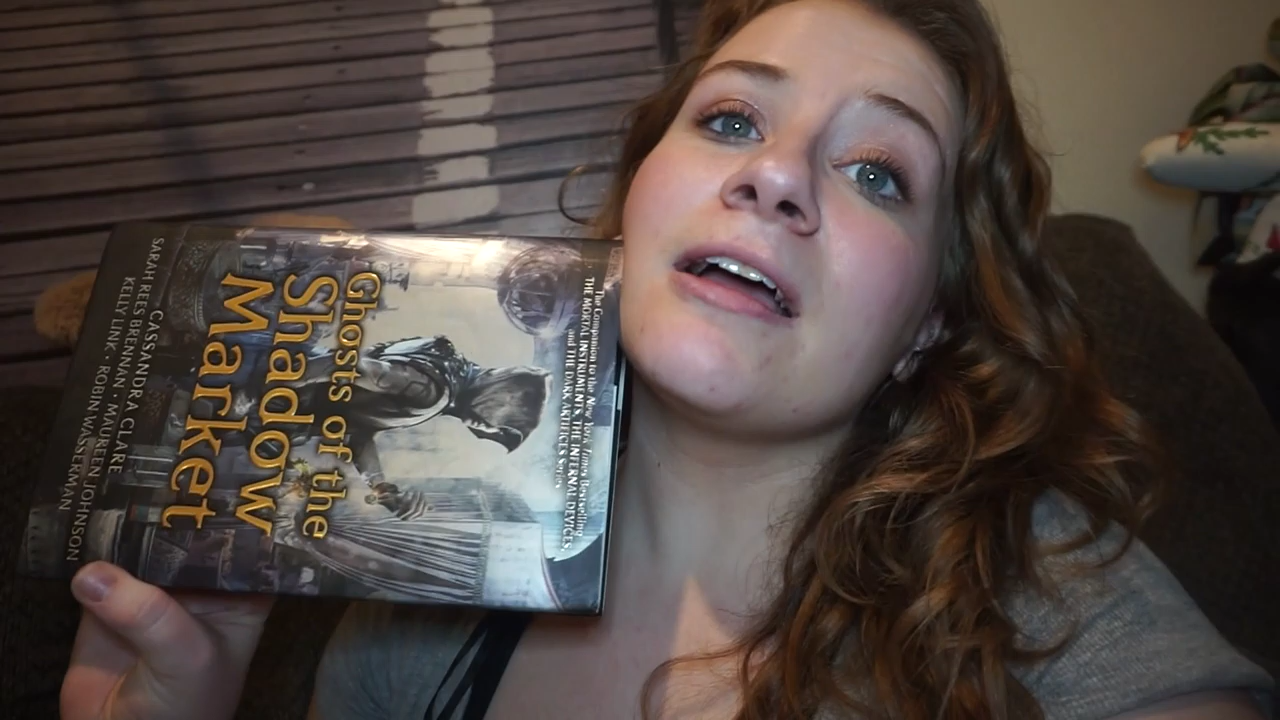 The Companion to the New York Times Bestselling
THE MORTAL INSTRUMENTS, THE INFERNAL DEVICES,
and THE DARK ARTIFICES series
Ghosts of the
Shadow
Market
CASSANDRA CLARE
SARAH REES BRENNAN · MAUREEN JOHNSON
KELLY LINK · ROBIN WASSERMAN